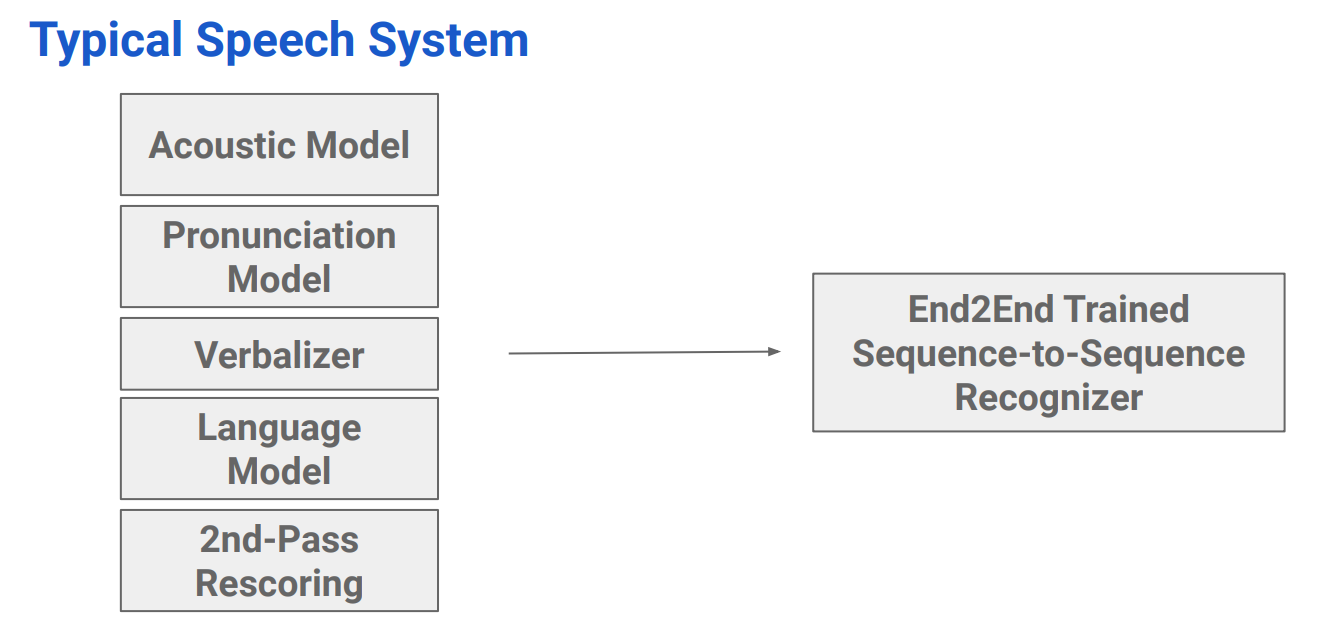 Typical Speech System
Acoustic Model
Pronunciation
Model
Verbalizer
Language
Model
2nd-Pass
Rescoring
End2End Trained
Sequence-to-Sequence
Recognizer